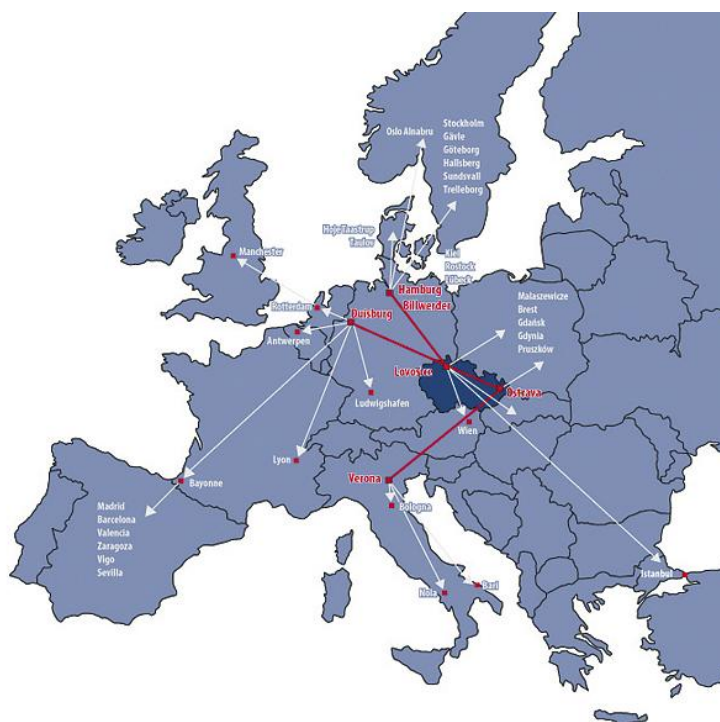 Oslo Alnabru
Stockholm
Gävle
Göteborg
Hallsberg
Sundsvall
Trelleborg
Hoje Taastrup
Taulov
Kiel
Rostock
Lübeck
Manchester
Hamburg
Billwerder
Rotterdam
Duisburg
Antwerpen
Malaszewicze
Brest
Gdańsk
Gdynia
Pruszków
Lovosice
Ostrava
Ludwigshafen
Wien
Lyon
Verona
Bayonne
Bologna
Madrid
Barcelona
Valencia
Zaragoza
Vigo
Sevilla
Istanbul
Nola
Bari